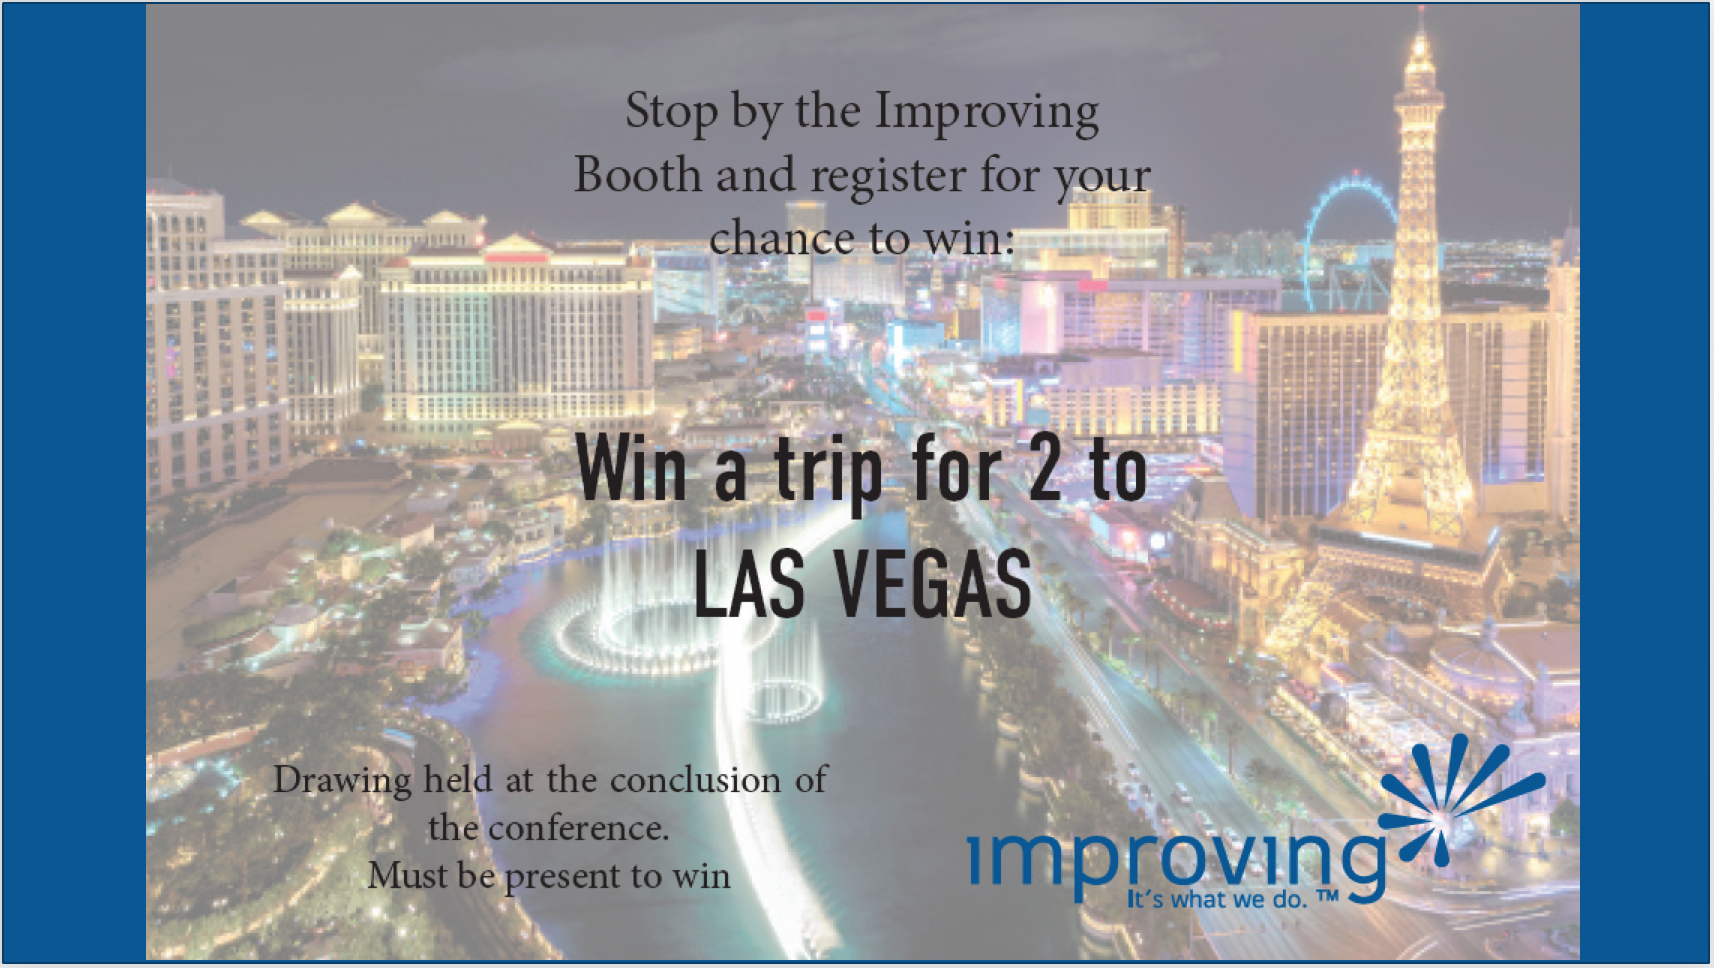 Stop by the Improving
Booth and register for your
chance to win:
Win a trip for 2 to
LAS VEGAS
Drawing held at the conclusion of
the conference.
Must be present to win
improving
It's what we do. ™